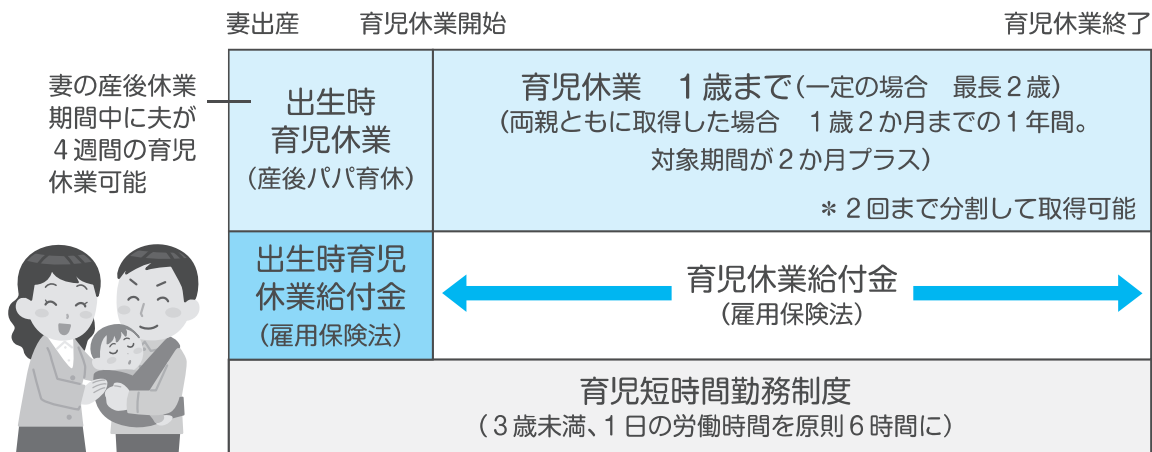 妻出産　育児休業開始　育児休業終了
妻の産後休業
期間中に夫が
４週間の育児
休業可能
出生時
育児休業
（産後パパ育休）
育児休業　１歳まで（一定の場合　最長２歳）
（両親ともに取得した場合　１歳２か月までの１年間。
対象期間が２か月プラス）
＊２回まで分割して取得可能
出生時育児
休業給付金
（雇用保険法）
育児休業給付金
（雇用保険法）
育児短時間勤務制度
（３歳未満、１日の労働時間を原則６時間に）